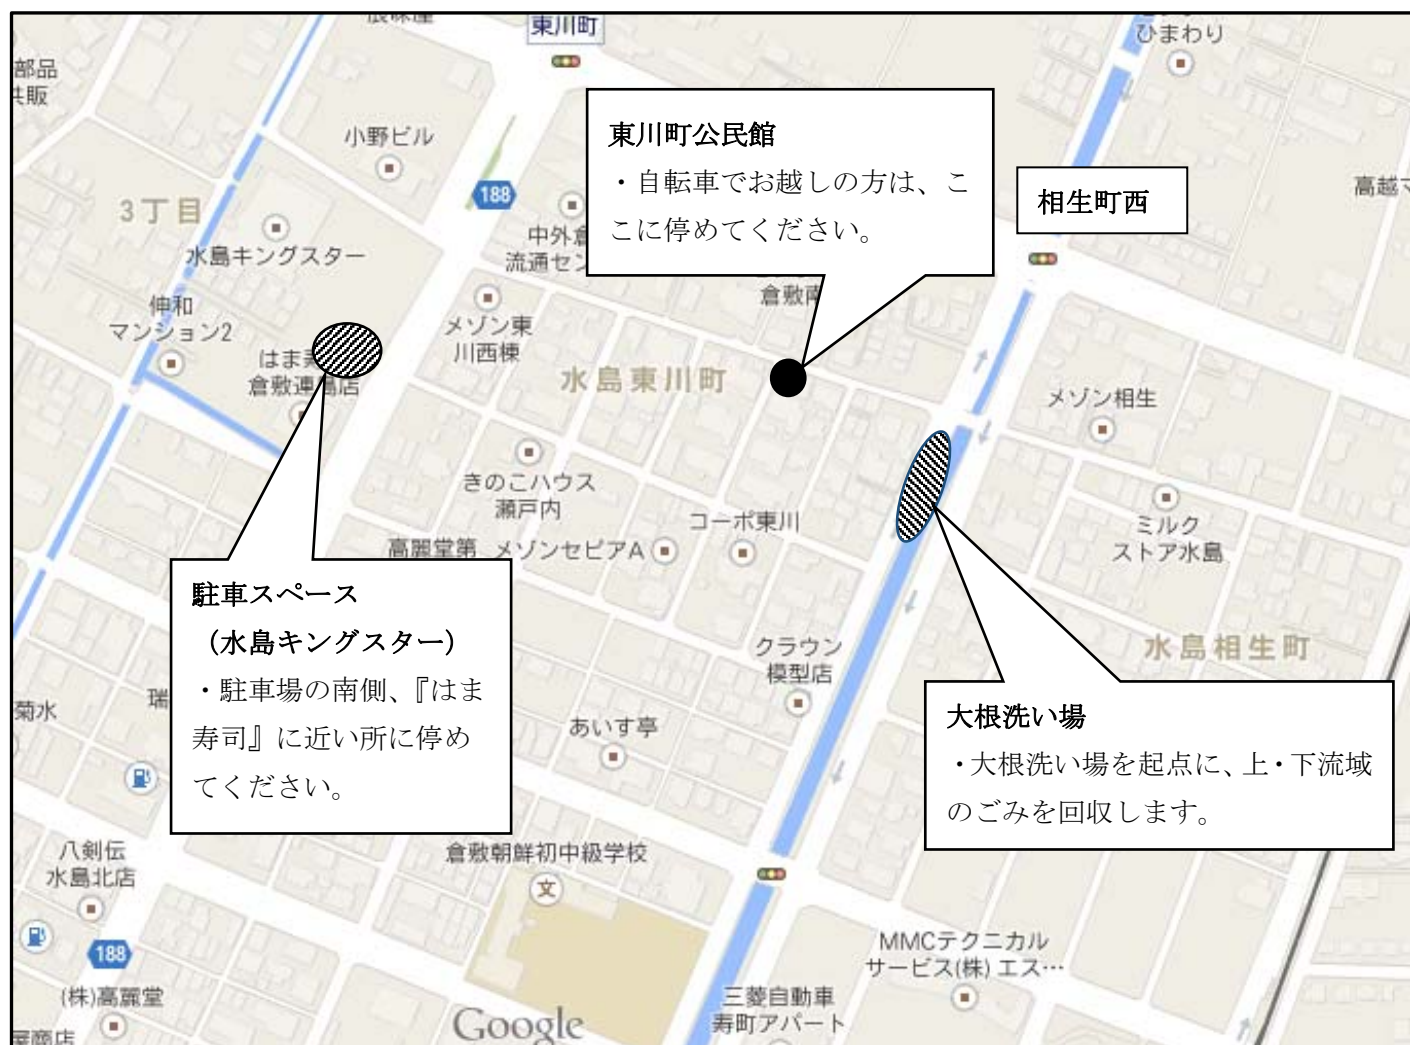 東川町
ひまわり
部品
共販
小野ビル
188
3丁目
水島キングスター
東川町公民館
・自転車でお越しの方は、こ
こに停めてください。
相生町西
中外倉
流通セン
倉敷南
伸和
マンション2
メゾン東
川西棟
はま寿
倉敷連島店
水島東川町
メゾン相生
きのこハウス
瀬戸内
コーポ東川
高麗堂第
メゾンセピアA
ミルク
ストア水島
駐車スペース
（水島キングスター）
・駐車場の南側、『はま
寿司』に近い所に停め
てください。
クラウン
模型店
水島相生町
大根洗い場
・大根洗い場を起点に、上・下流域
のごみを回収します。
菊水
瑞
あいす亭
八剣伝
水島北店
倉敷朝鮮初中級学校
文
188
(株)高麗堂
MMCテクニカル
サービス(株) エス…
三菱自動車
寿町アパート
Google